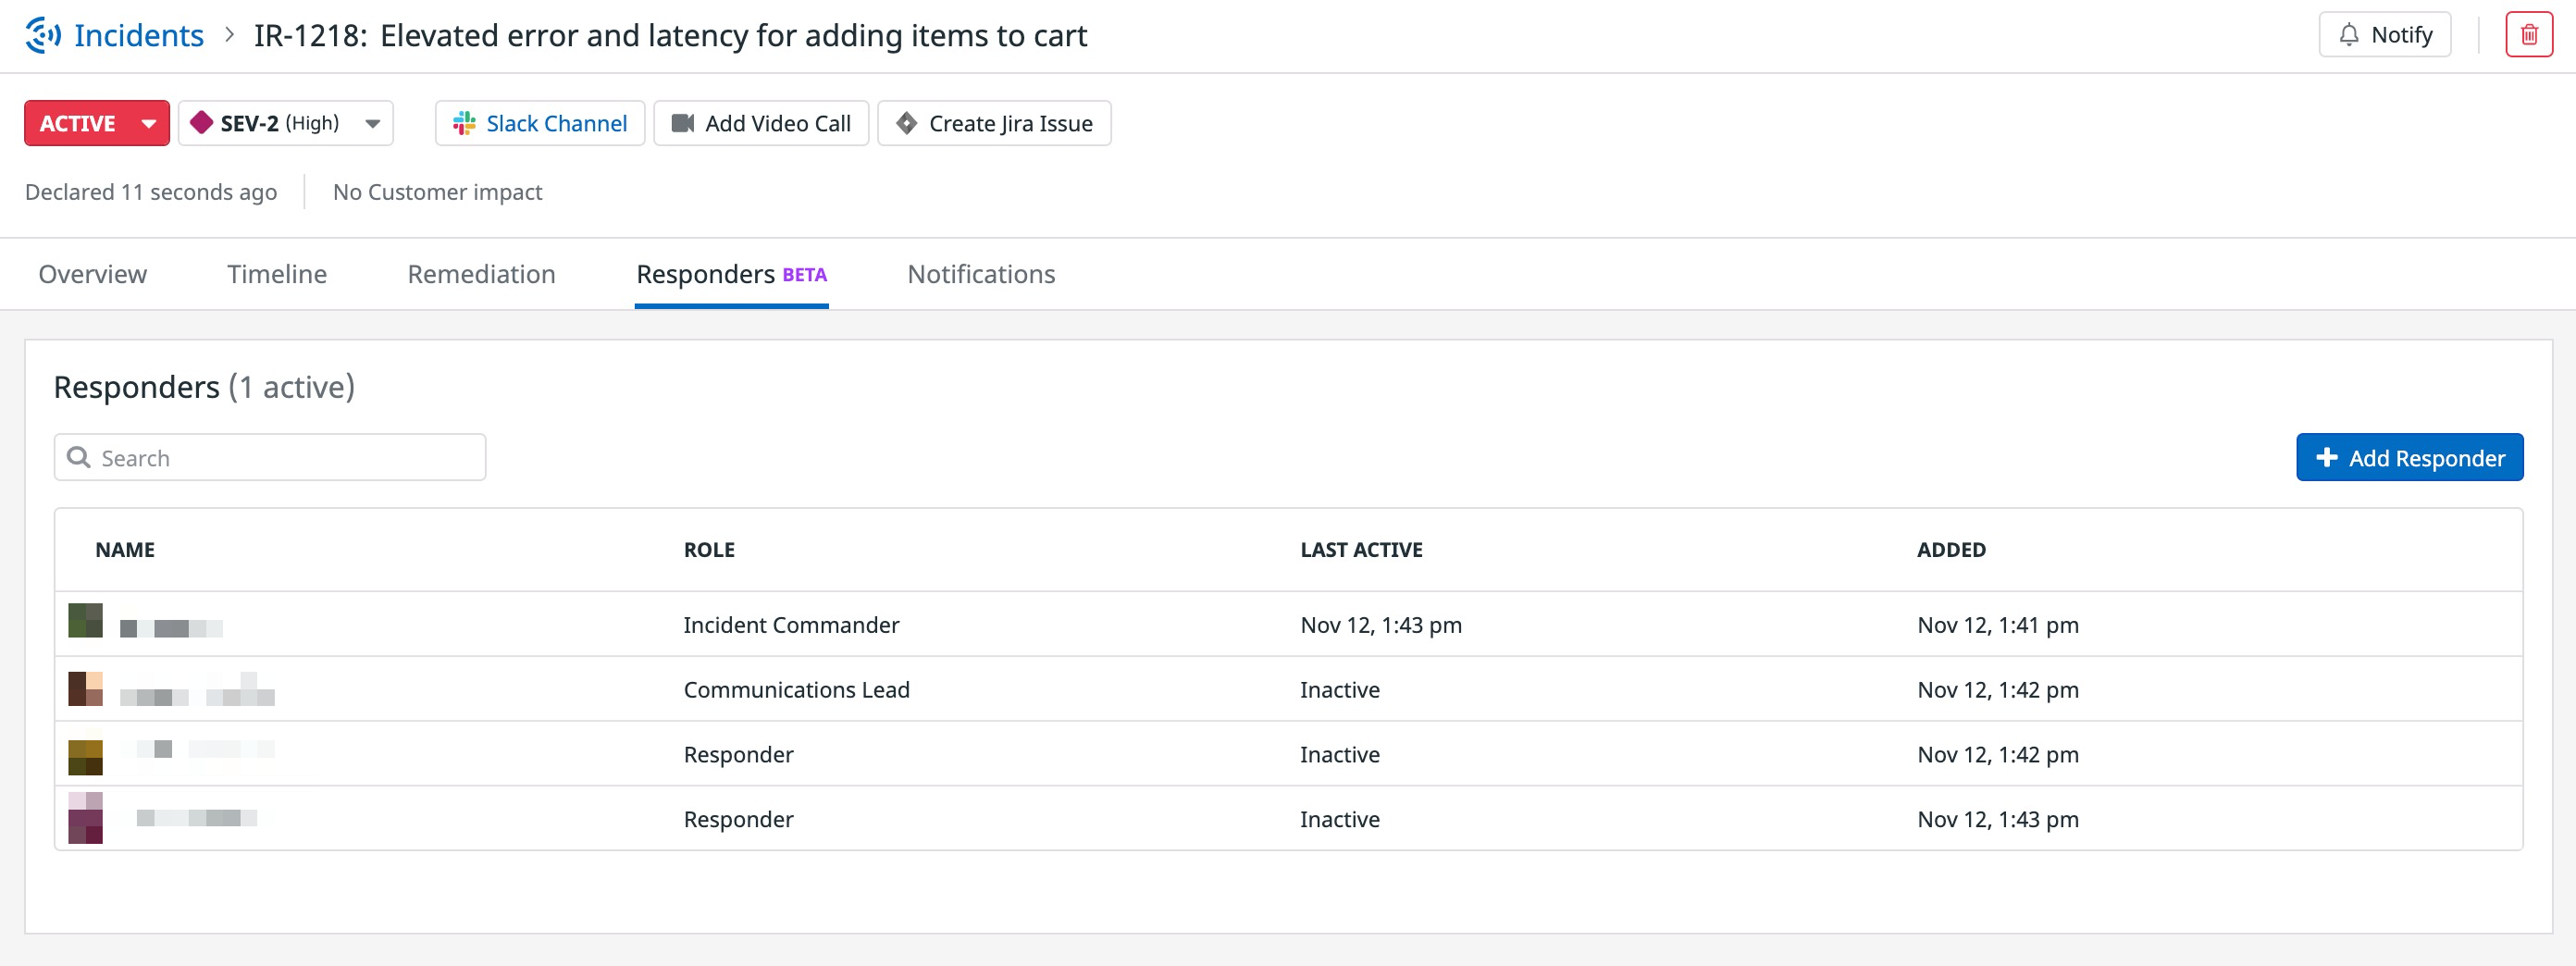 Incidents > IR-1218: Elevated error and latency for adding items to cart Notify
ACTIVE SEV-2 (High) Slack Channel Add Video Call Create Jira Issue
Declared 11 seconds ago No Customer impact
Overview Timeline Remediation Responders BETA Notifications
Responders (1 active)
Search + Add Responder
NAME ROLE LAST ACTIVE ADDED
Incident Commander Nov 12, 1:43 pm Nov 12, 1:41 pm
Communications Lead Inactive Nov 12, 1:42 pm
Responder Inactive Nov 12, 1:42 pm
Responder Inactive Nov 12, 1:43 pm